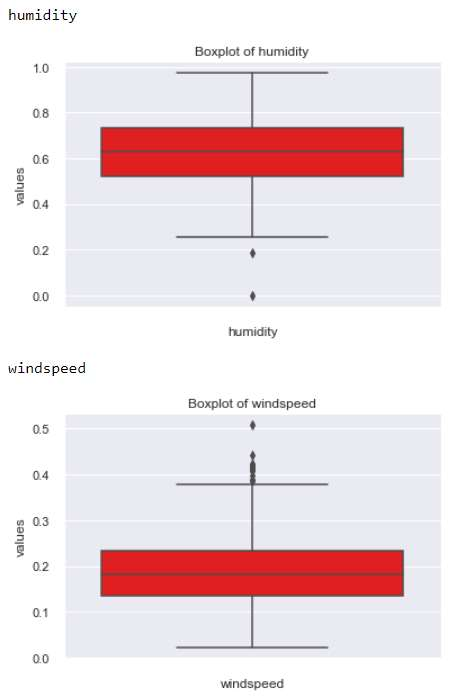 humidity
Boxplot of humidity
1.0
0.8
0.6
0.4
0.2
0.0
values
humidity
windspeed
Boxplot of windspeed
0.5
0.4
0.3
0.2
0.1
0.0
values
windspeed